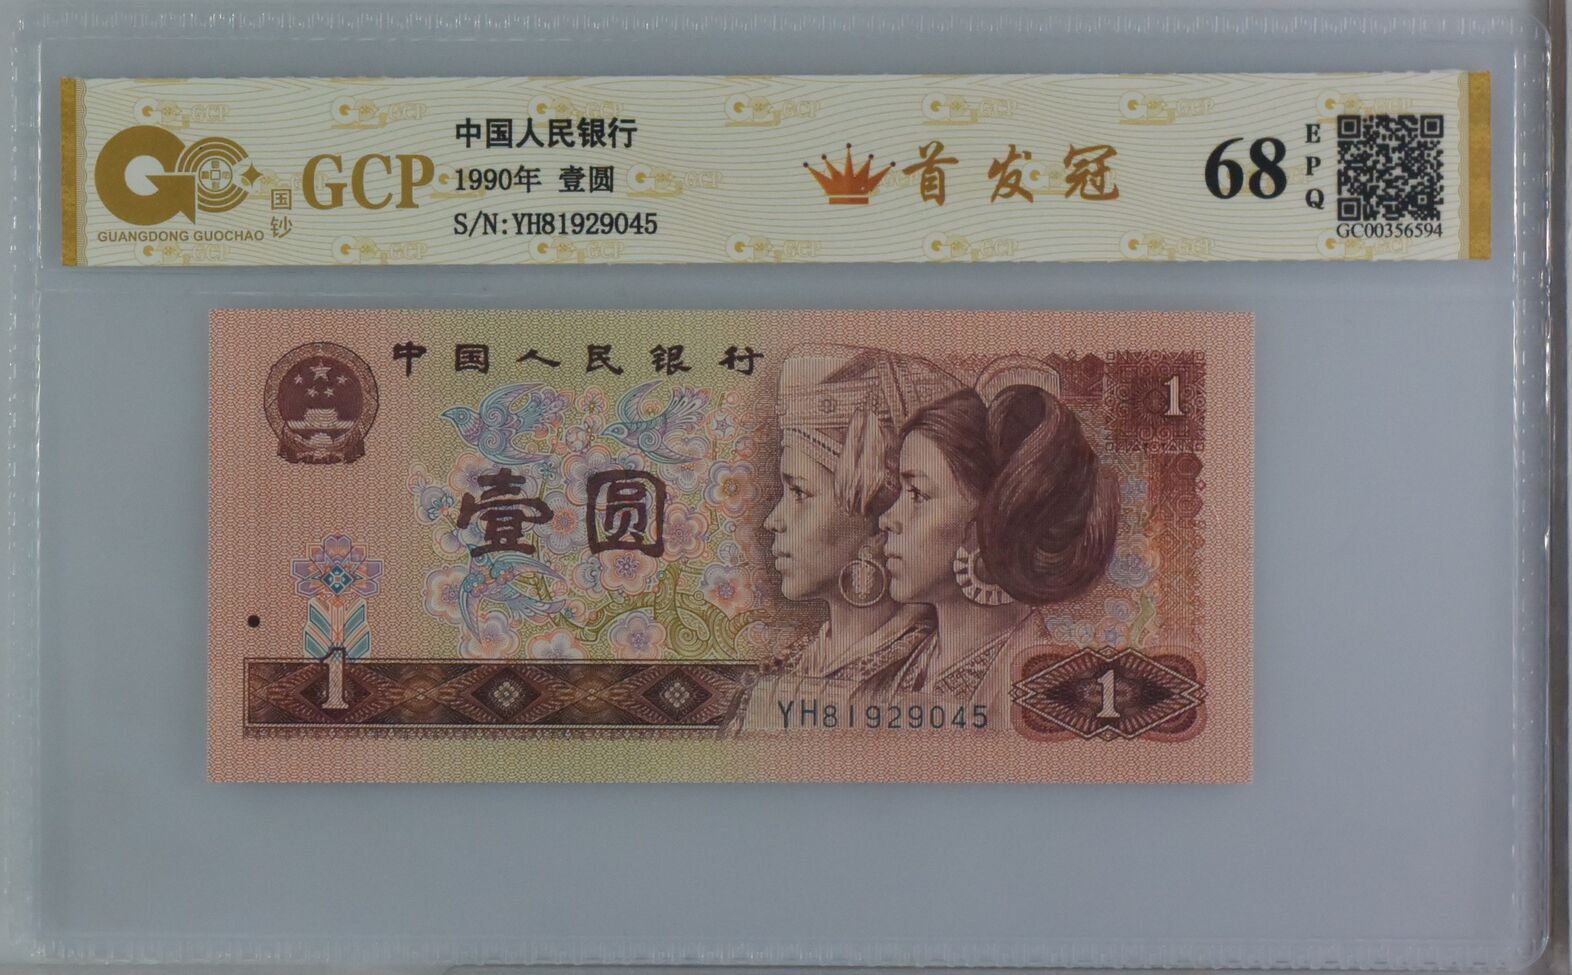 GCP
GUANGDONG GUOCHAO
国钞
中国人民银行
1990年 壹圆
S/N:YH81929045
首发冠
68
EPQ
GC00356594
中国人民银行
1
壹圆
1
YH81929045
1